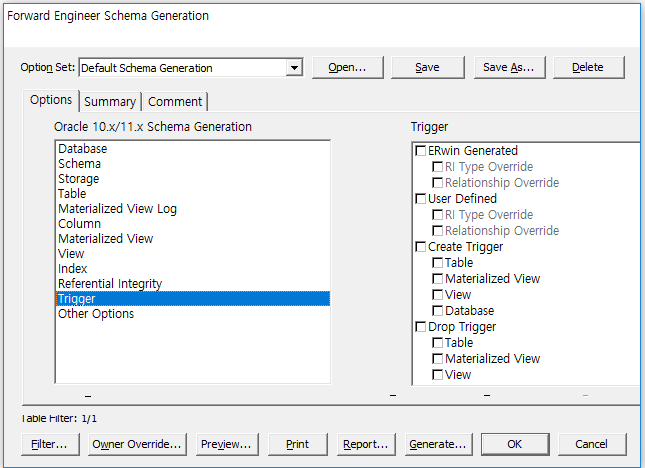 Forward Engineer Schema Generation
Option Set: Default Schema Generation Open... Save Save As... Delete
Options Summary Comment
Oracle 10.x/11.x Schema Generation
Database
Schema
Storage
Table
Materialized View Log
Column
Materialized View
View
Index
Referential Integrity
Trigger
Other Options
Trigger
ERwin Generated
RI Type Override
Relationship Override
User Defined
RI Type Override
Relationship Override
Create Trigger
Table
Materialized View
View
Database
Drop Trigger
Table
Materialized View
View
Table Filter: 1/1
Filter... Owner Override... Preview... Print Report... Generate... OK Cancel